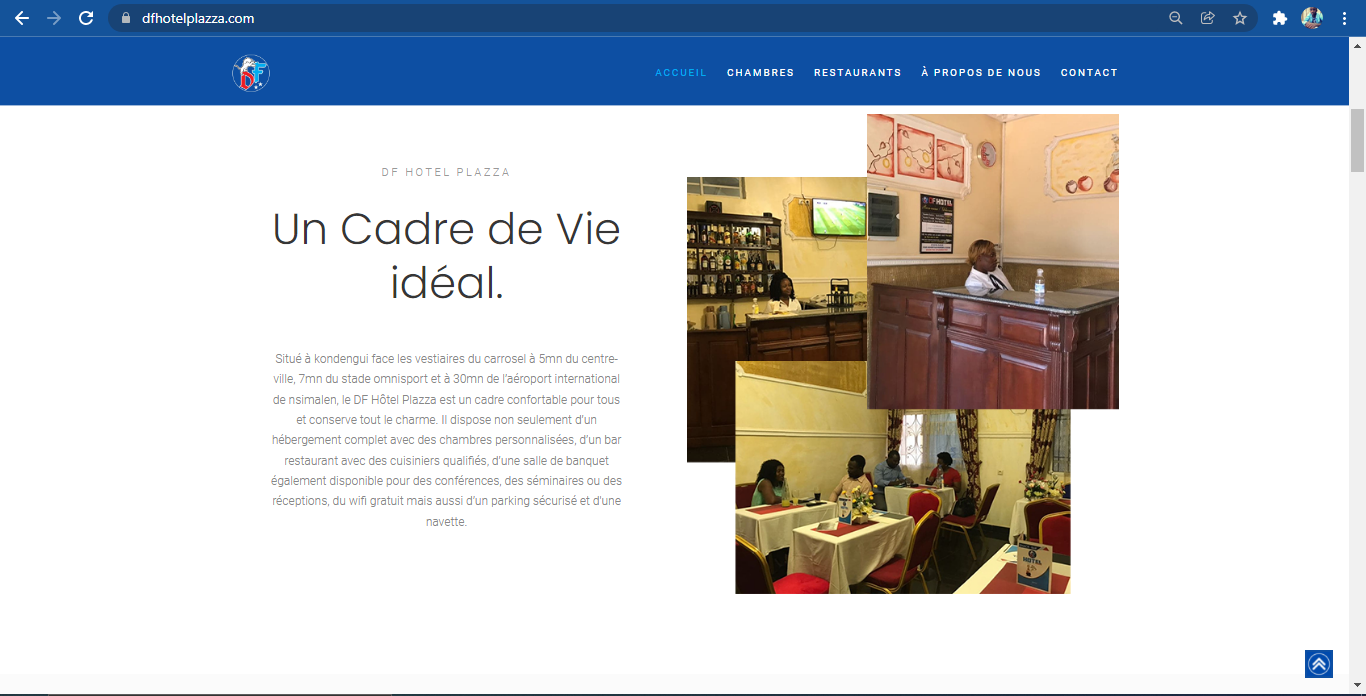 dfhotelplazza.com
DF
ACCUEIL CHAMBRES RESTAURANTS À PROPOS DE NOUS CONTACT
DF HOTEL PLAZZA
Un Cadre de Vie
idéal.
Situé à kondengui face les vestiaires du carrosel à 5mn du centre-
ville, 7mn du stade omnisport et à 30mn de l'aéroport international
de nsimalen, le DF Hôtel Plazza est un cadre confortable pour tous
et conserve tout le charme. Il dispose non seulement d'un
hébergement complet avec des chambres personnalisées, d'un bar
restaurant avec des cuisiniers qualifiés, d'une salle de banquet
également disponible pour des conférences, des séminaires ou des
réceptions, du wifi gratuit mais aussi d'un parking sécurisé et d'une
navette.
DF HOTEL
HOTEL